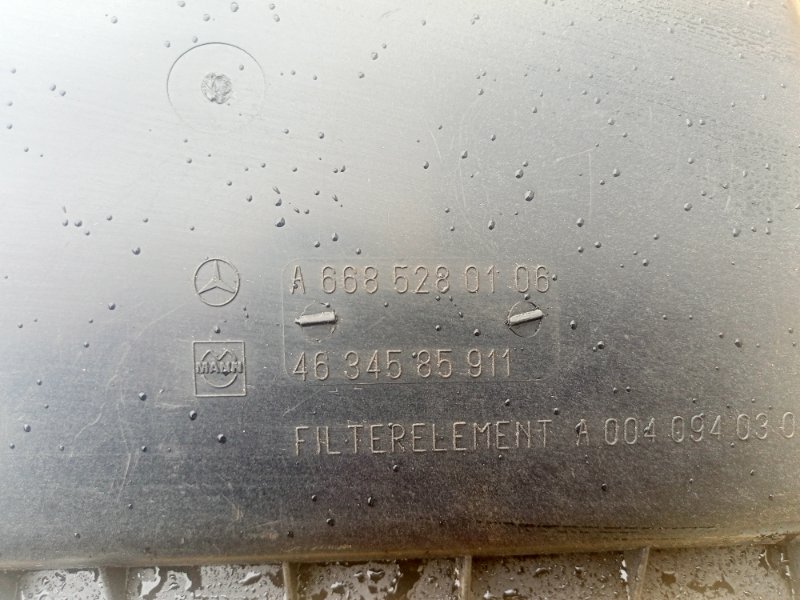 A 668 528 01 06
MANN
46 345 85 911
FILTERELEMENT A 004 094 03 0